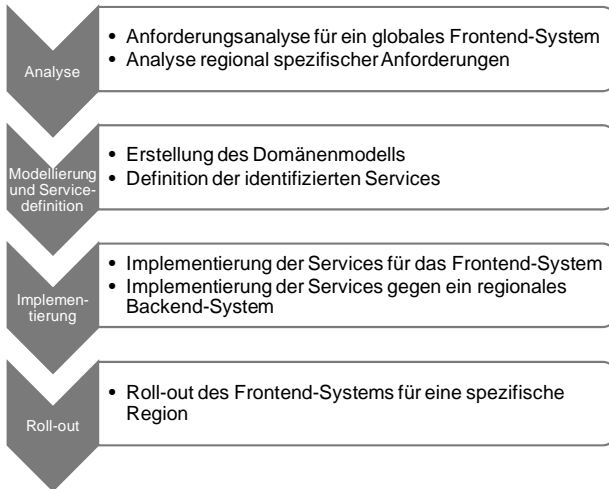 Analyse
• Anforderungsanalyse für ein globales Frontend-System
• Analyse regional spezifischer Anforderungen
Modellierung
und Service-
definition
• Erstellung des Domänenmodells
• Definition der identifizierten Services
Implemen-
tierung
• Implementierung der Services für das Frontend-System
• Implementierung der Services gegen ein regionales
Backend-System
Roll-out
• Roll-out des Frontend-Systems für eine spezifische
Region